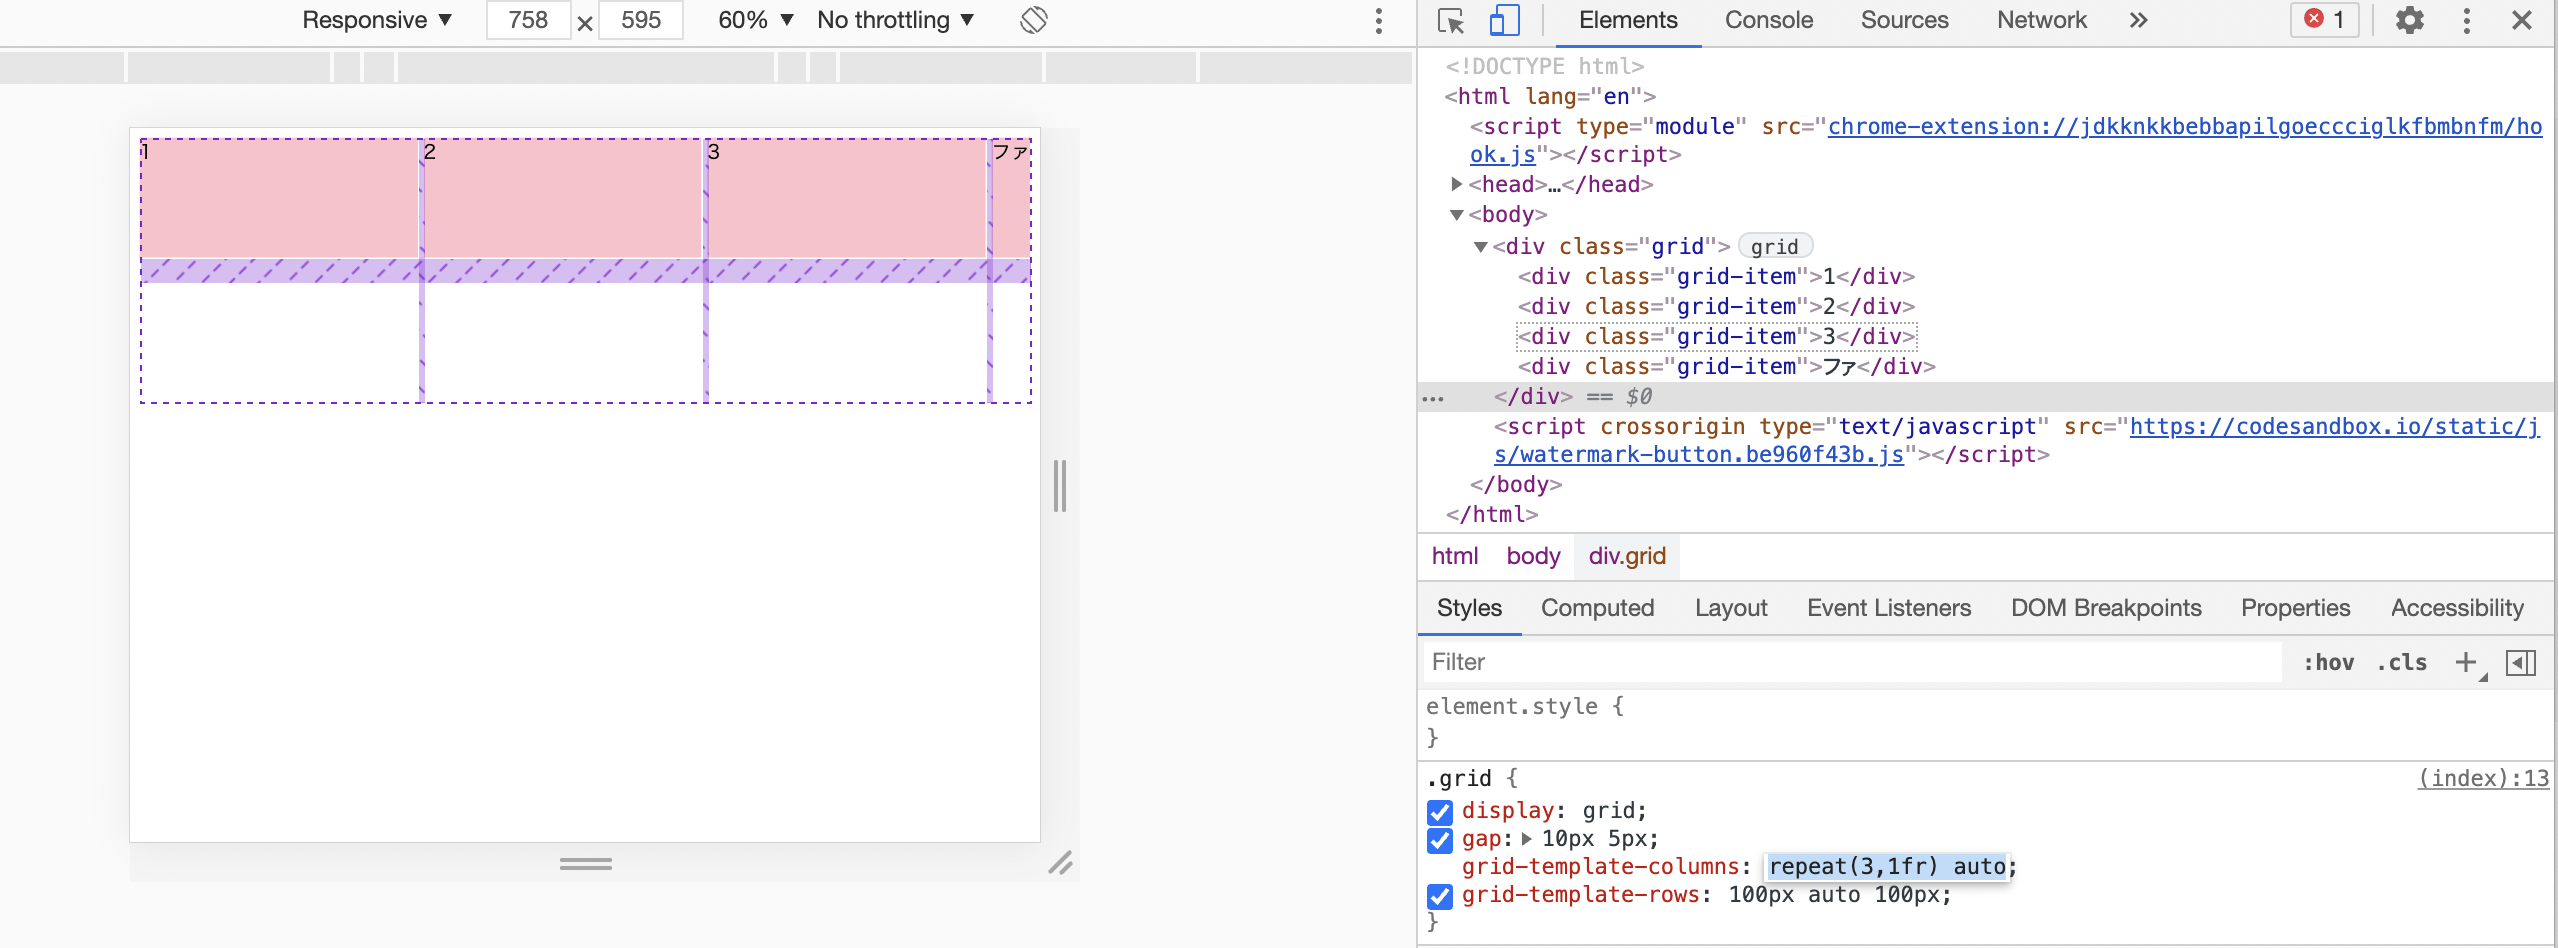 Responsive ▼ 758 × 595 60% ▼ No throttling ▼
Elements Console Sources Network » 1
1 2 3 ファ
<!DOCTYPE html>
<html lang="en">
<script type="module" src="chrome-extension://jdkknkkbebbapilgoeccciglkfbmbnfm/ho
ok.js"></script>
▶<head>…</head>
▼<body>
▼<div class="grid"> grid
<div class="grid-item">1</div>
<div class="grid-item">2</div>
<div class="grid-item">3</div>
<div class="grid-item">ファ</div>
… </div> == $0
<script crossorigin type="text/javascript" src="https://codesandbox.io/static/j
s/watermark-button.be960f43b.js"></script>
</body>
</html>
html body div.grid
Styles Computed Layout Event Listeners DOM Breakpoints Properties Accessibility
Filter :hov .cls +
element.style {
}
.grid { (index):13
display: grid;
gap: ▶ 10px 5px;
grid-template-columns: repeat(3,1fr) auto;
grid-template-rows: 100px auto 100px;
}